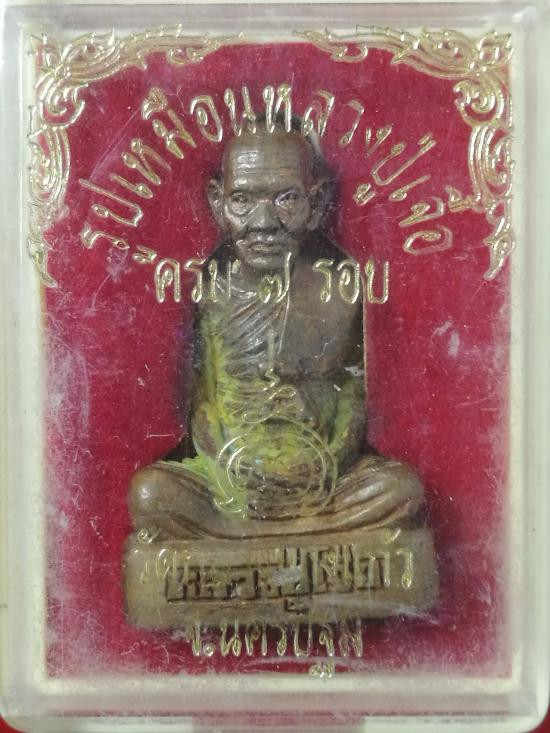 รูปเหมือนหลวงปู่เจือ
ครบ ๗ รอบ
จ.นครปฐม